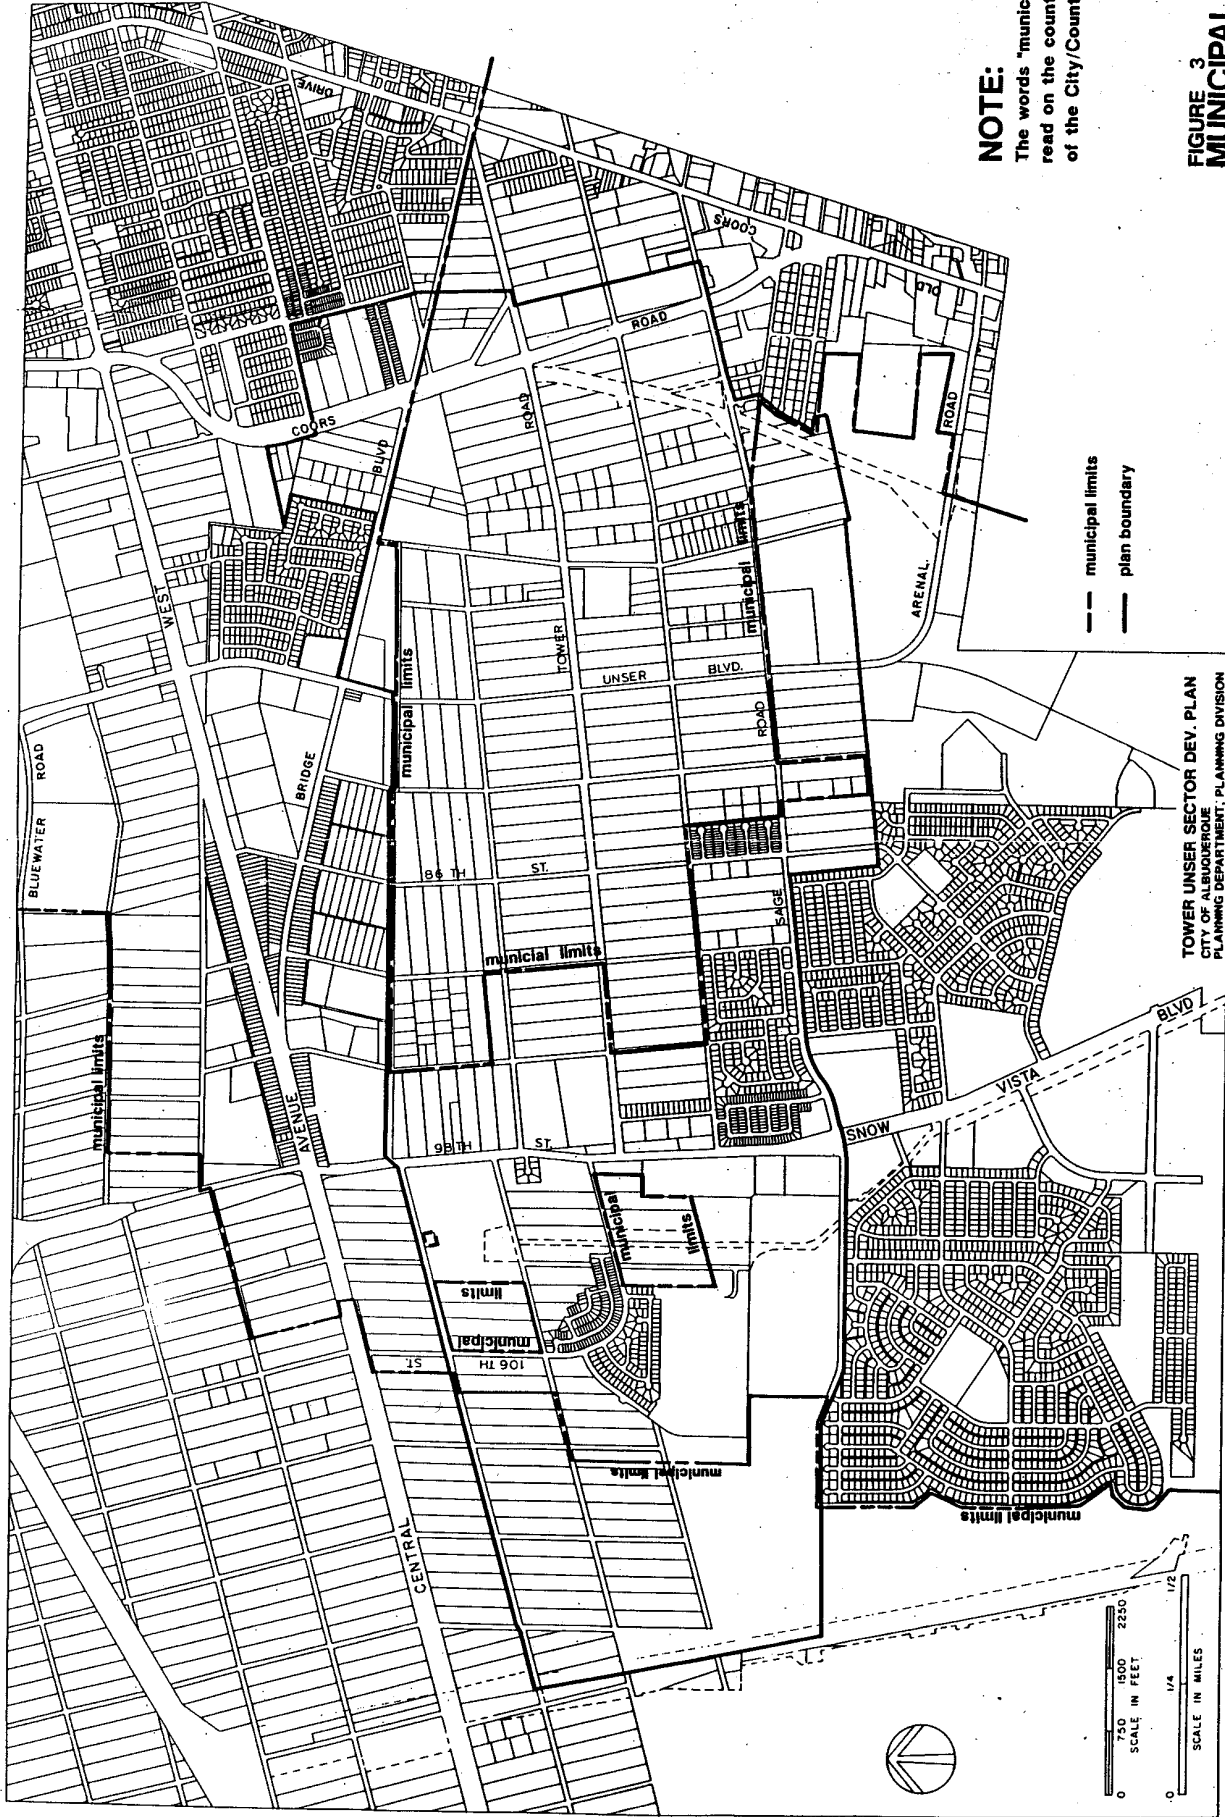 NOTE:
The words "munic
read on the coun
of the City/Coun
FIGURE 3
MUNICIPAL
municipal limits
plan boundary
TOWER UNSER SECTOR DEV. PLAN
CITY OF ALBUQUERQUE
PLANNING DEPARTMENT, PLANNING DIVISION
0 750 1500 2250
SCALE IN FEET
0 1/4 1/2
SCALE IN MILES
BLUEWATER ROAD
WEST
CENTRAL
AVENUE
BRIDGE
BLVD
COORS
ROAD
DRIVE
COORS
OLD
ROAD
TOWER
ROAD
UNSER
BLVD.
ROAD
SAGE
ARENAL
ROAD
86 TH
ST.
98 TH
ST.
106 TH
ST.
SNOW
VISTA
BLVD
municipal limits
municipal limits
municipal limits
municial limits
municipal
limits
municipal
limits
municipal limits
municipal limits